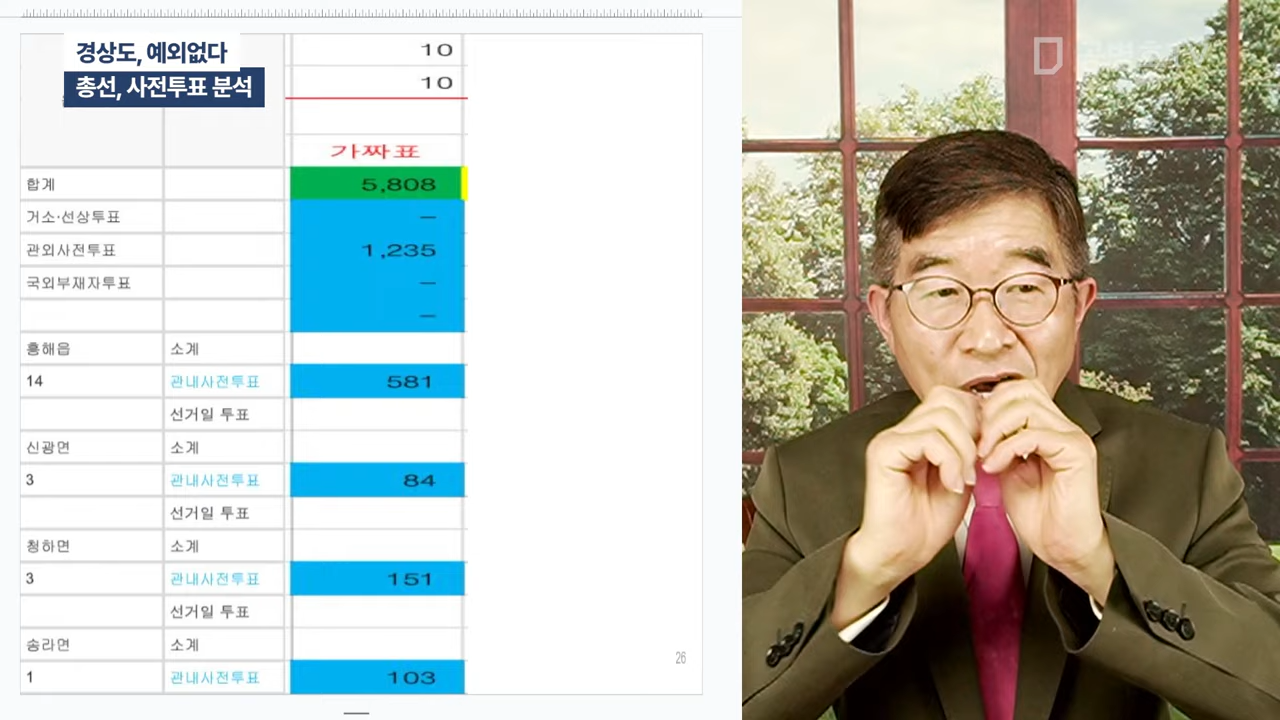 경상도, 예외없다
총선, 사전투표 분석
10
10
가짜표
합계 5,808
거소·선상투표 –
관외사전투표 1,235
국외부재자투표 –
–
흥해읍 소계
14 관내사전투표 581
선거일 투표
신광면 소계
3 관내사전투표 84
선거일 투표
청하면 소계
3 관내사전투표 151
선거일 투표
송라면 소계
1 관내사전투표 103
26